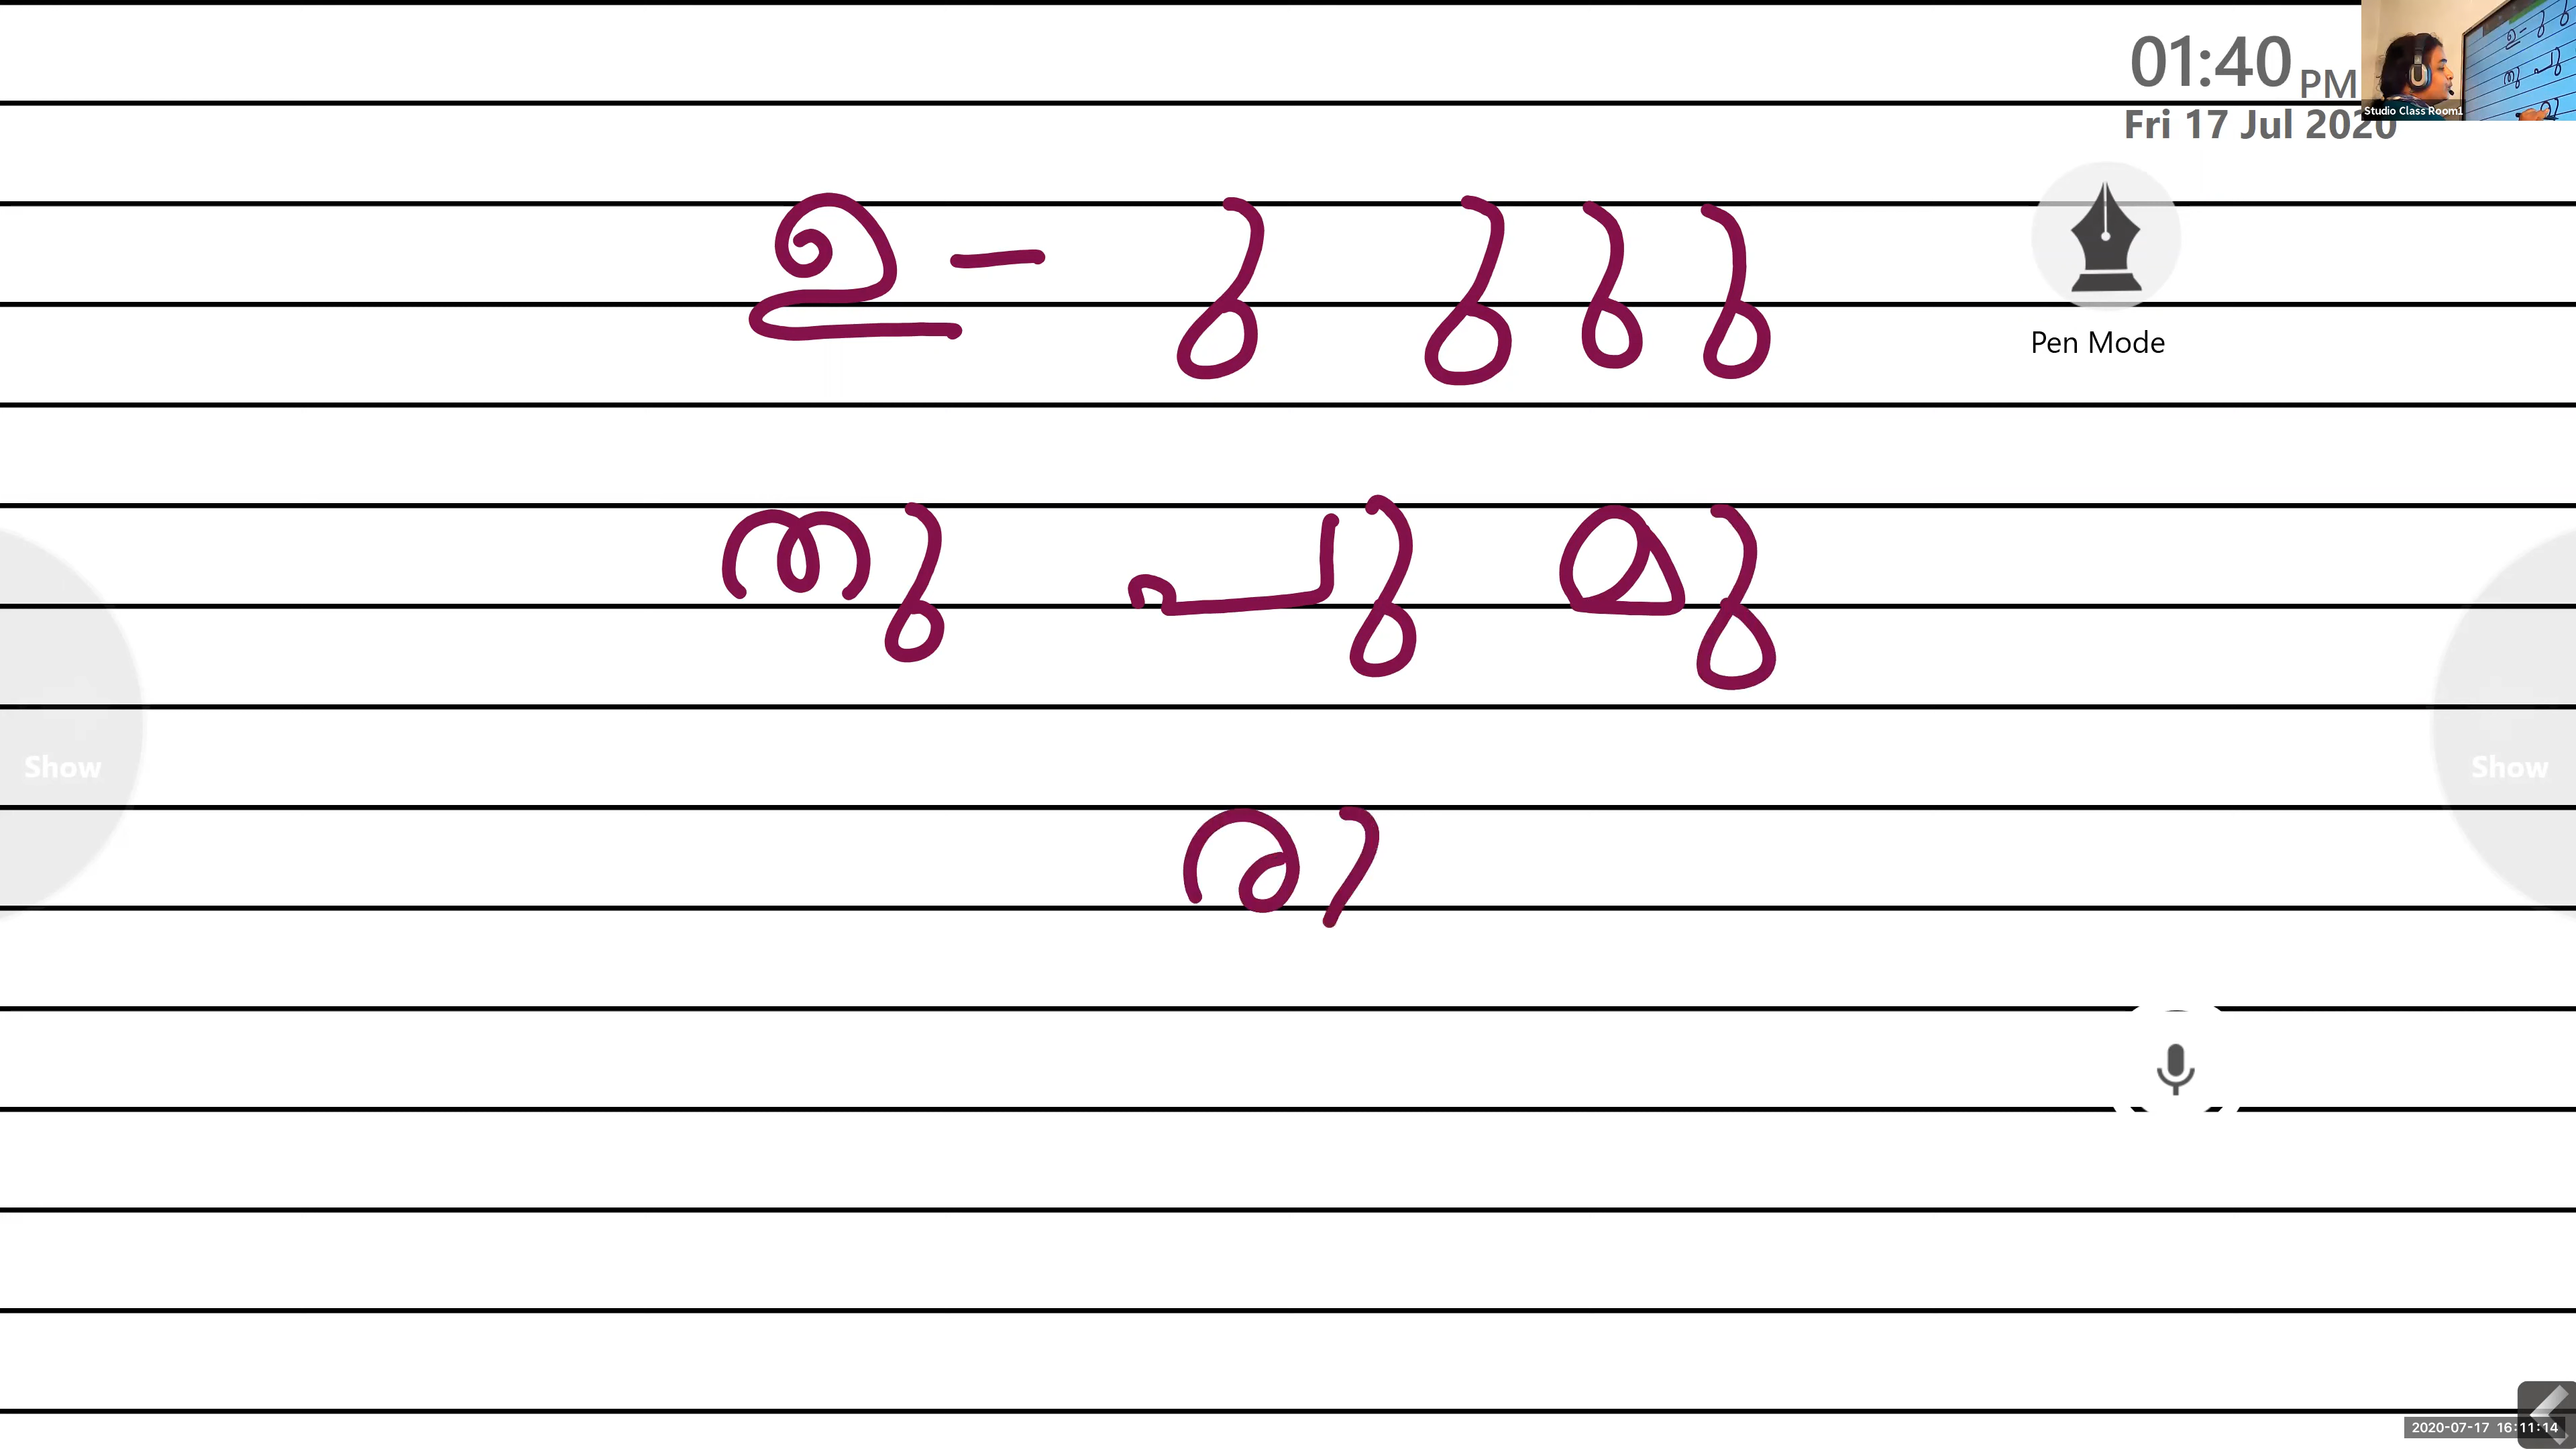 01:40 PM
Fri 17 Jul 2020
Studio Class Room1
ഉ - ു ു ു ു
Pen Mode
തു പു മു
Show
Show
ര
2020-07-17 16:11:14